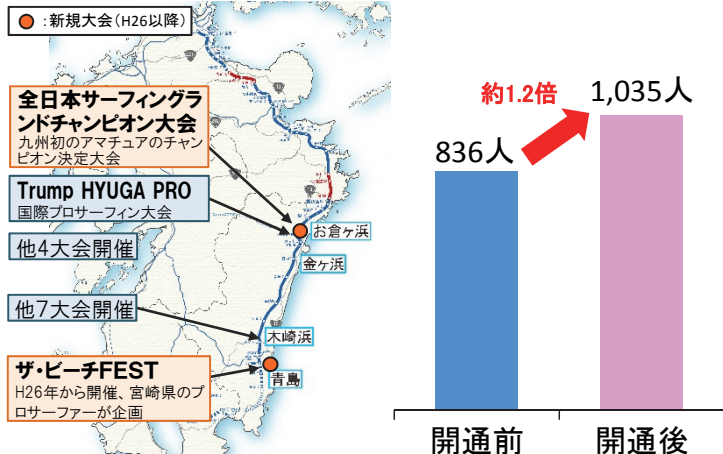 ：新規大会（H26以降）
全日本サーフィングラ
ンドチャンピオン大会
九州初のアマチュアのチャン
ピオン決定大会
Trump HYUGA PRO
国際プロサーフィン大会
他4大会開催
他7大会開催
ザ・ビーチFEST
H26年から開催、宮崎県のプ
ロサーファーが企画
お倉ヶ浜
金ヶ浜
木崎浜
青島
約1.2倍
836人
1,035人
開通前
開通後